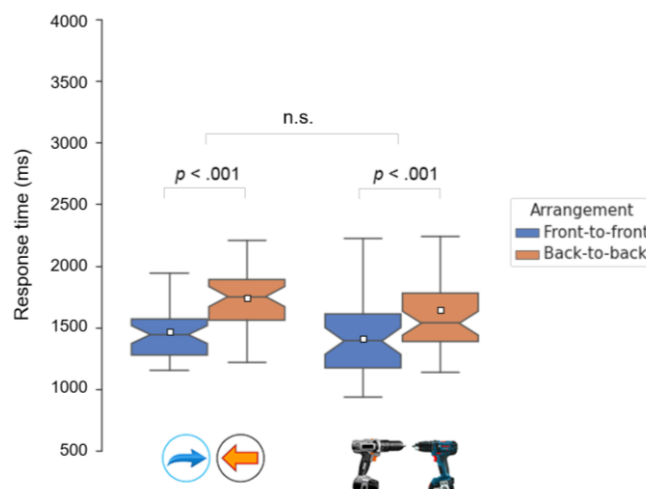 4000
3500
3000
2500
2000
1500
1000
500
Response time (ms)
n.s.
p < .001
p < .001
Arrangement
Front-to-front
Back-to-back